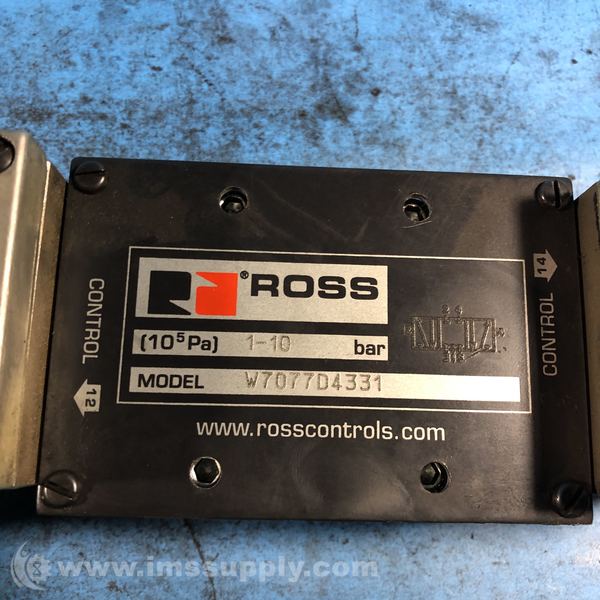 ® ROSS
(10⁵Pa) 1-10 bar
MODEL W7077D4331
www.rosscontrols.com
CONTROL
12
CONTROL
14
www.imssupply.com